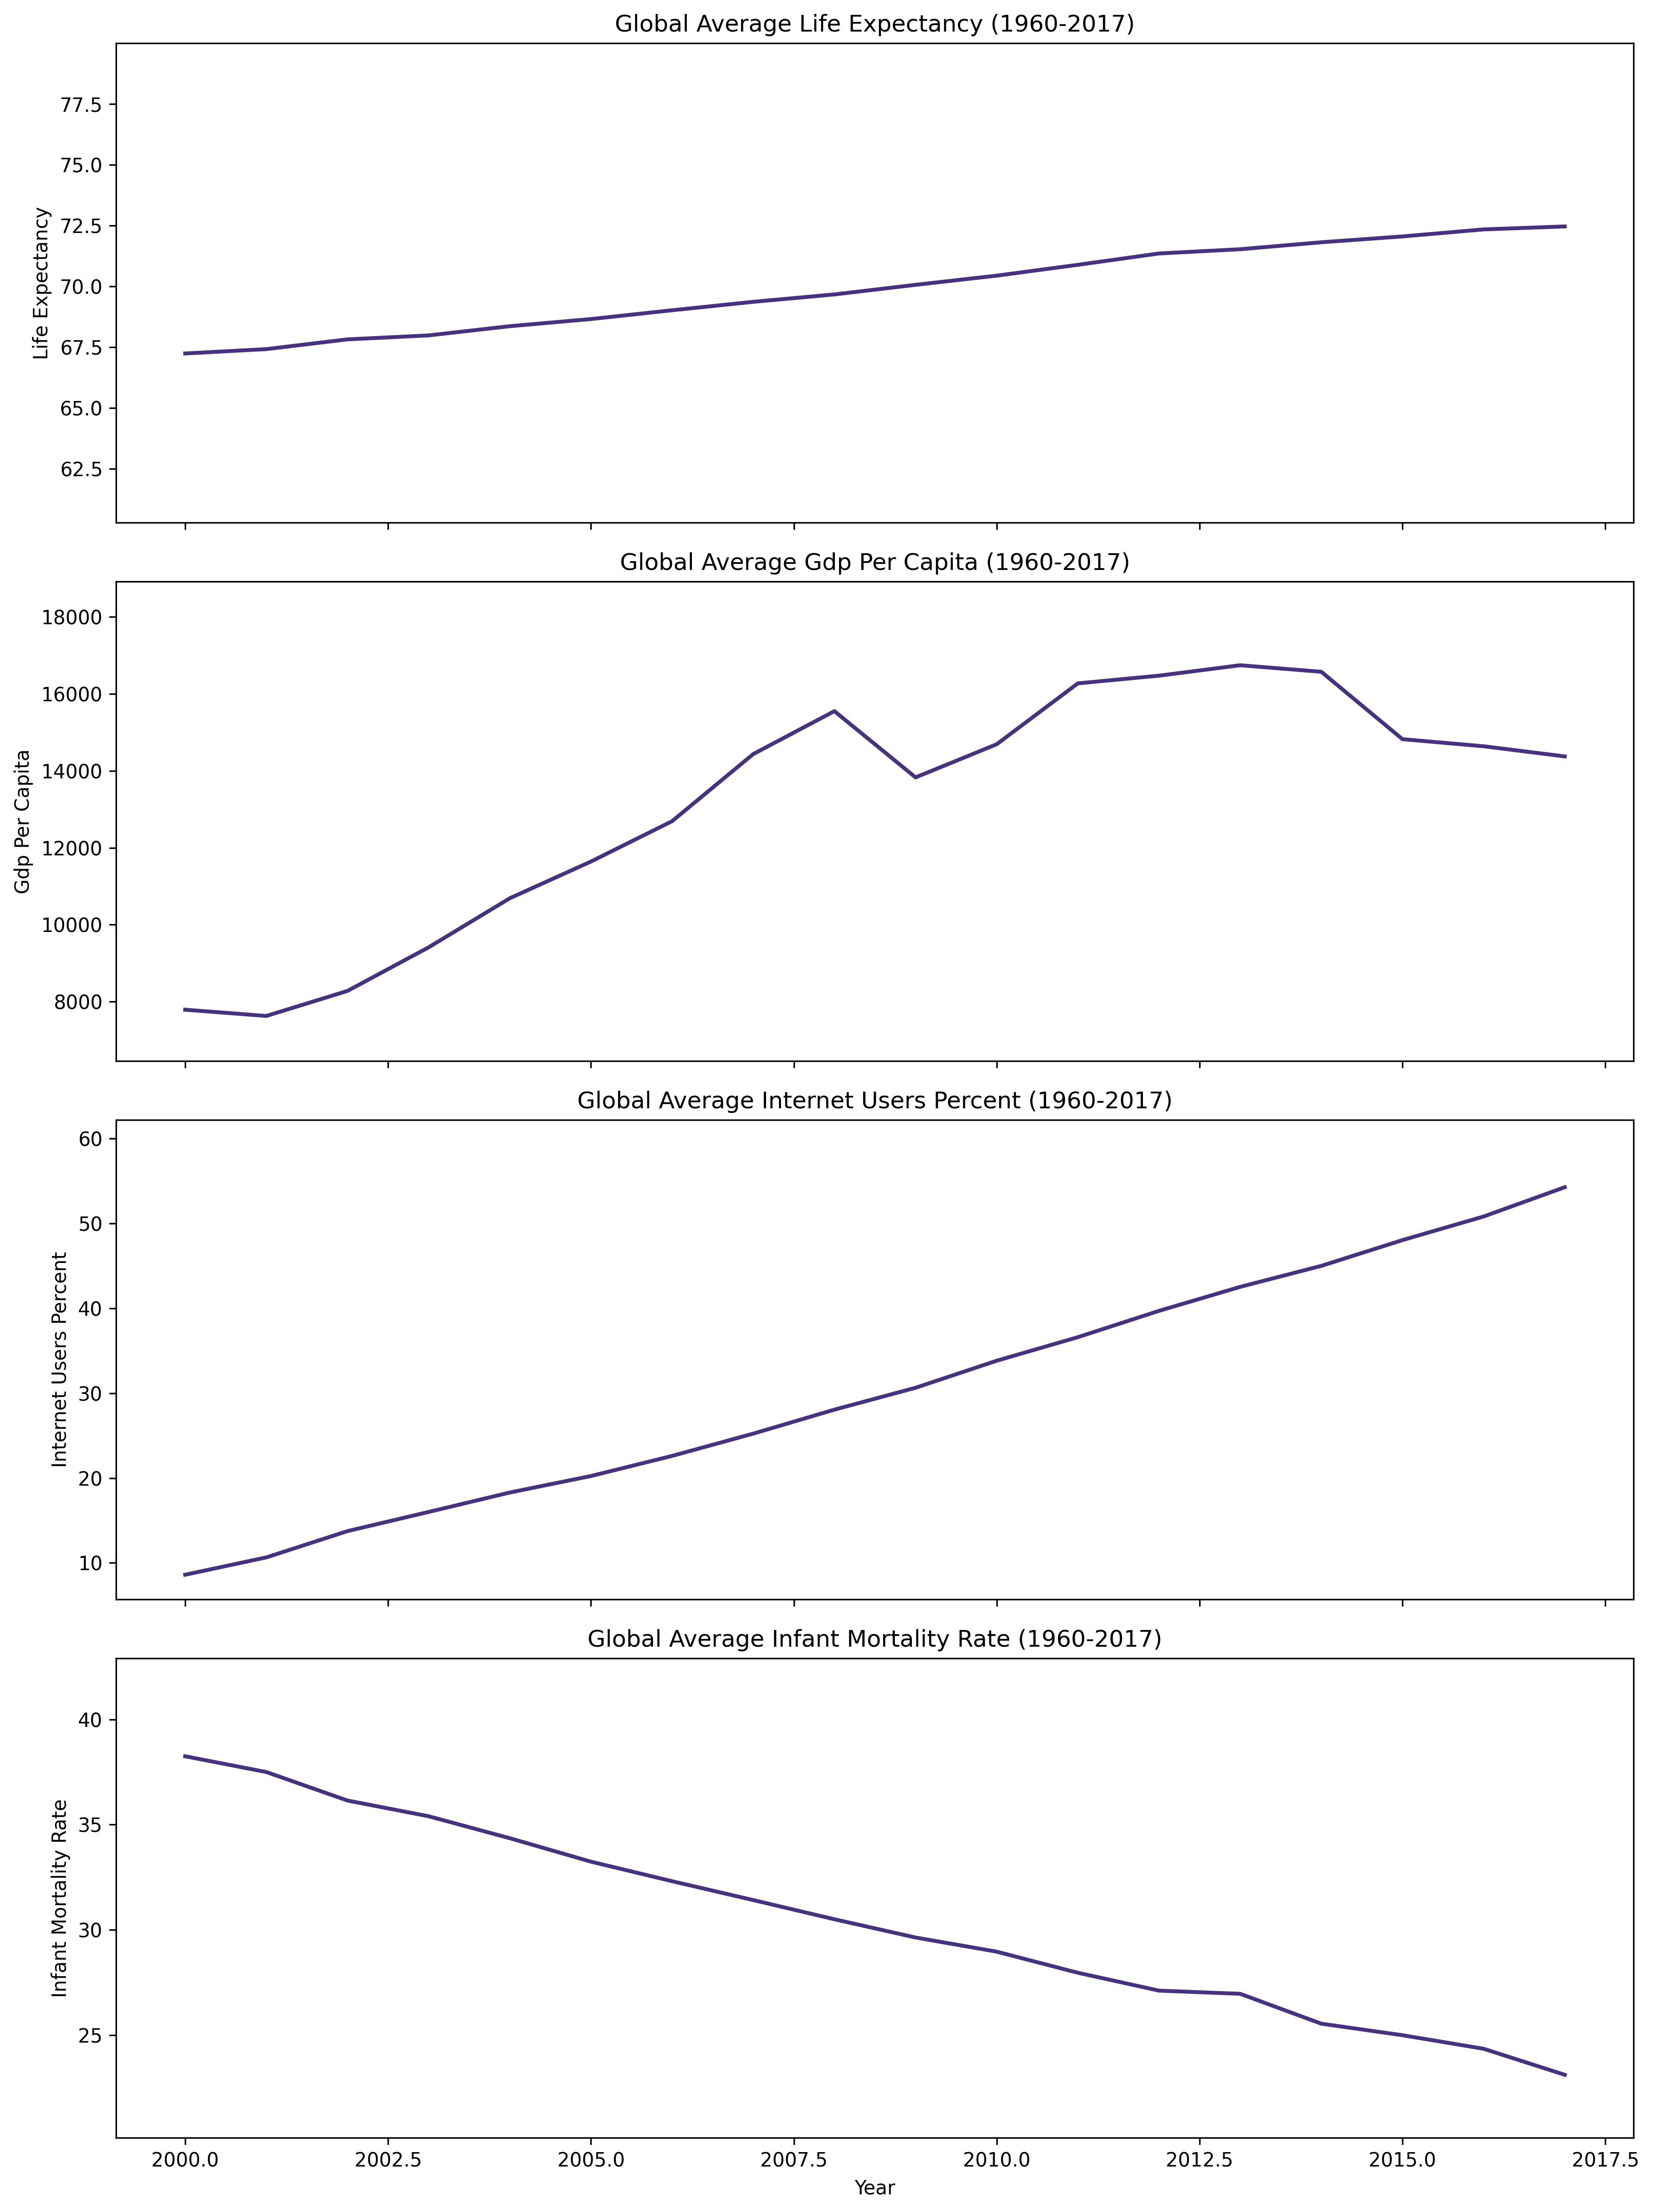 Global Average Life Expectancy (1960-2017)
77.5
75.0
72.5
70.0
67.5
65.0
62.5
Life Expectancy
Global Average Gdp Per Capita (1960-2017)
18000
16000
14000
12000
10000
8000
Gdp Per Capita
Global Average Internet Users Percent (1960-2017)
60
50
40
30
20
10
Internet Users Percent
Global Average Infant Mortality Rate (1960-2017)
40
35
30
25
Infant Mortality Rate
2000.0 2002.5 2005.0 2007.5 2010.0 2012.5 2015.0 2017.5
Year